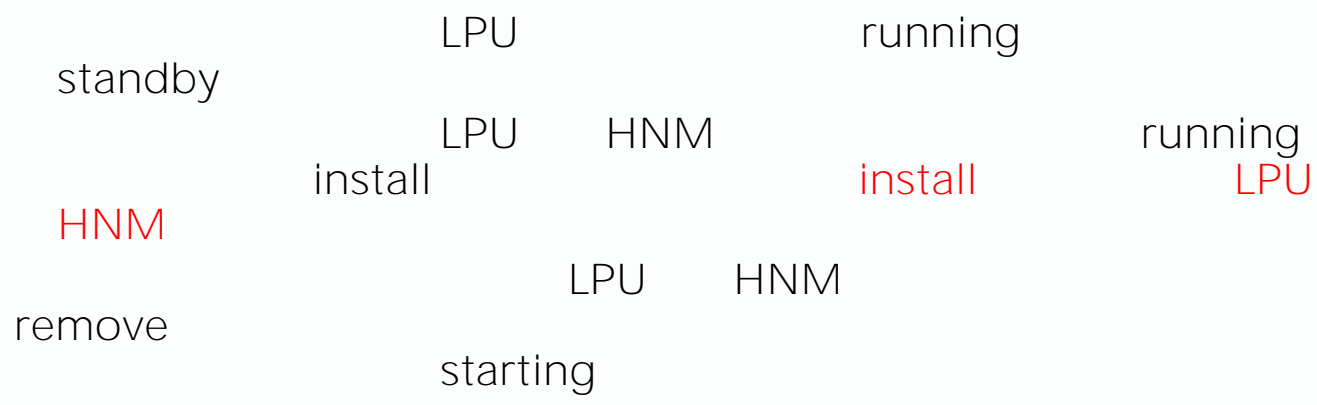 LPU running
standby
LPU HNM running
install install LPU
HNM
LPU HNM
remove
starting